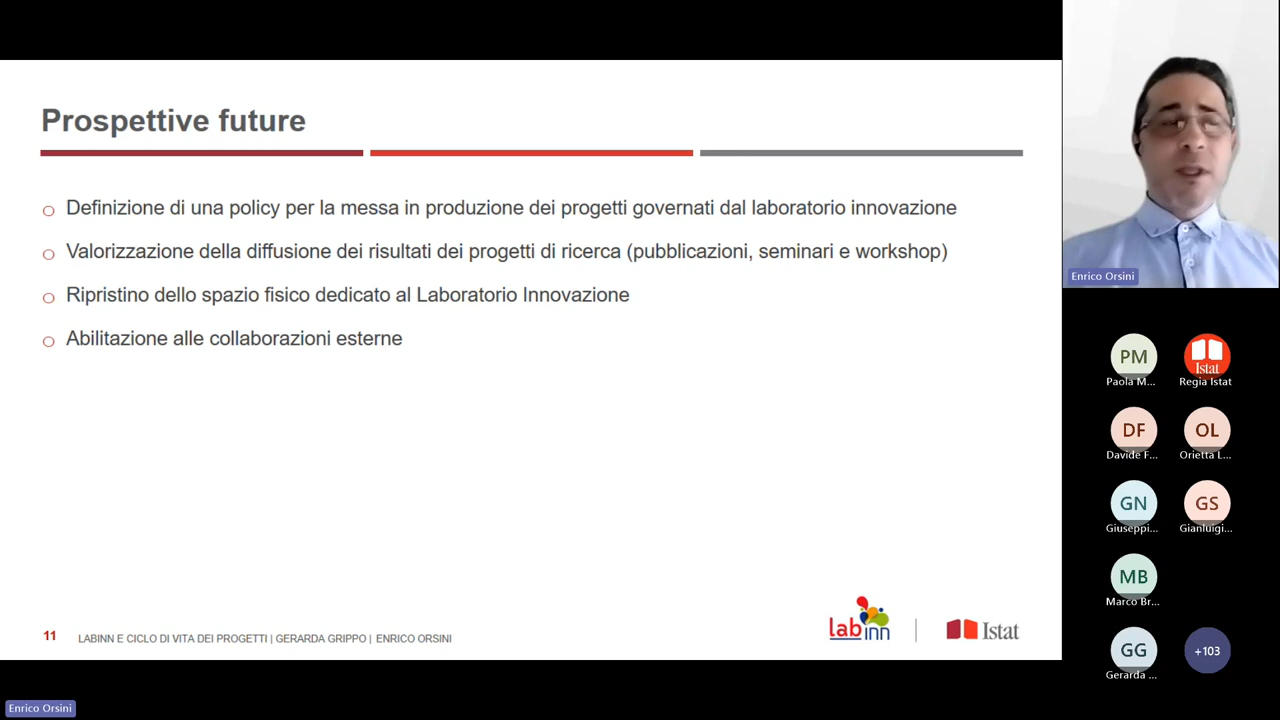 Prospettive future
Definizione di una policy per la messa in produzione dei progetti governati dal laboratorio innovazione
Valorizzazione della diffusione dei risultati dei progetti di ricerca (pubblicazioni, seminari e workshop)
Ripristino dello spazio fisico dedicato al Laboratorio Innovazione
Abilitazione alle collaborazioni esterne
11
LABINN E CICLO DI VITA DEI PROGETTI | GERARDA GRIPPO | ENRICO ORSINI
lab inn
Istat
Enrico Orsini
Enrico Orsini
PM
Paola M...
Istat
Regia Istat
DF
Davide F...
OL
Orietta L...
GN
Giuseppi...
GS
Gianluigi...
MB
Marco Br...
GG
Gerarda ...
+103